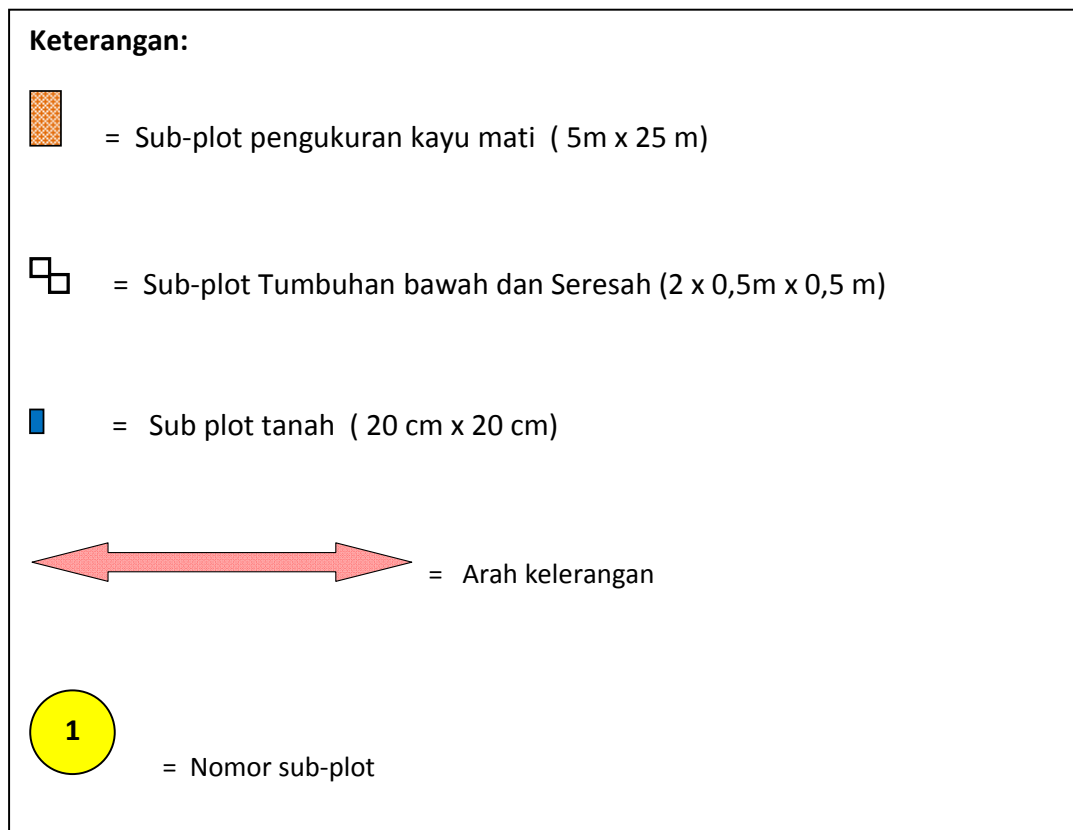 Keterangan:
= Sub-plot pengukuran kayu mati ( 5m x 25 m)
= Sub-plot Tumbuhan bawah dan Seresah (2 x 0,5m x 0,5 m)
= Sub plot tanah ( 20 cm x 20 cm)
= Arah kelerangan
1
= Nomor sub-plot